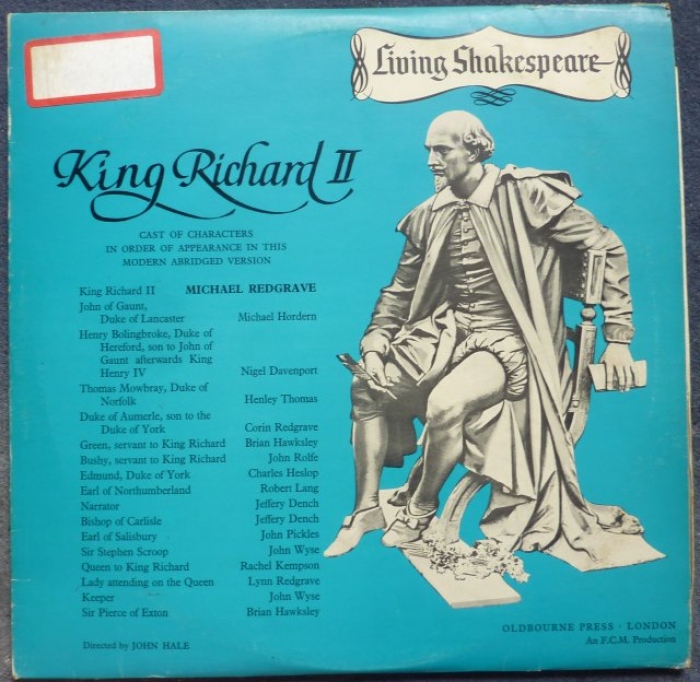 Living Shakespeare
King Richard II
CAST OF CHARACTERS
IN ORDER OF APPEARANCE IN THIS
MODERN ABRIDGED VERSION
King Richard II MICHAEL REDGRAVE
John of Gaunt,
Duke of Lancaster Michael Hordern
Henry Bolingbroke, Duke of
Hereford, son to John of
Gaunt afterwards King
Henry IV Nigel Davenport
Thomas Mowbray, Duke of
Norfolk Henley Thomas
Duke of Aumerle, son to the
Duke of York Corin Redgrave
Green, servant to King Richard Brian Hawksley
Bushy, servant to King Richard John Rolfe
Edmund, Duke of York Charles Heslop
Earl of Northumberland Robert Lang
Narrator Jeffery Dench
Bishop of Carlisle Jeffery Dench
Earl of Salisbury John Pickles
Sir Stephen Scroop John Wyse
Queen to King Richard Rachel Kempson
Lady attending on the Queen Lynn Redgrave
Keeper John Wyse
Sir Pierce of Exton Brian Hawksley
Directed by JOHN HALE
OLDBOURNE PRESS · LONDON
An F.C.M. Production